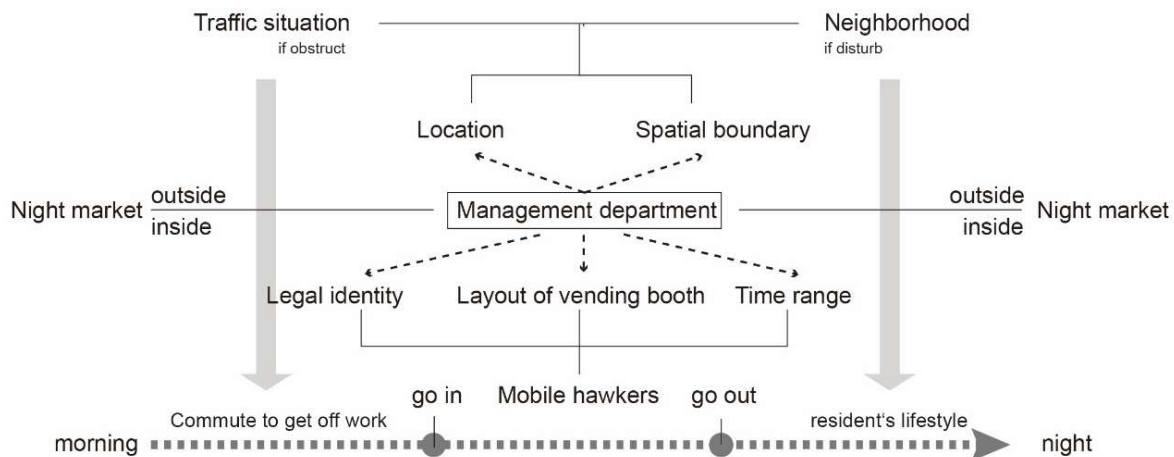 Traffic situation
if obstruct
Neighborhood
if disturb
Location
Spatial boundary
Night market
outside
inside
Management department
outside
inside
Night market
Legal identity
Layout of vending booth
Time range
go in
Mobile hawkers
go out
Commute to get off work
resident‘s lifestyle
morning
night